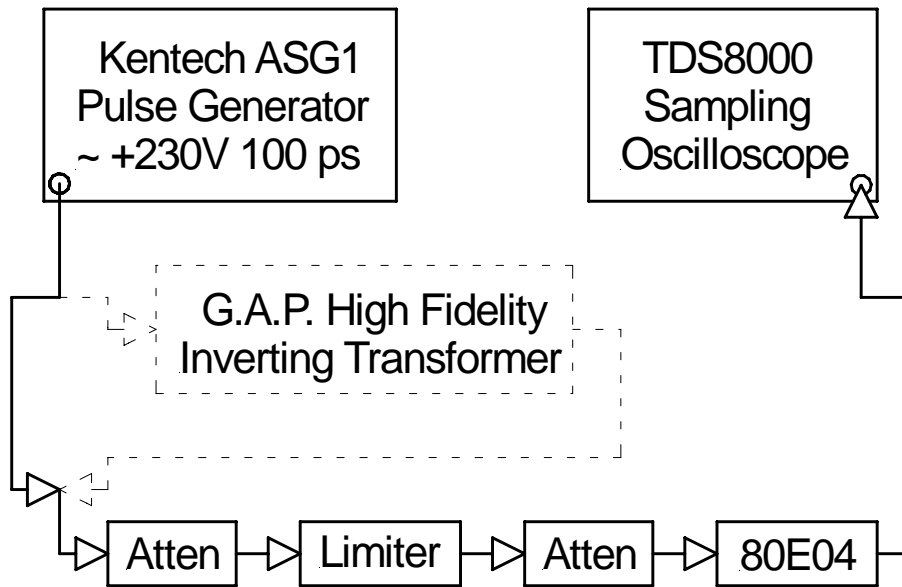 Kentech ASG1
Pulse Generator
~ +230V 100 ps
TDS8000
Sampling
Oscilloscope
G.A.P. High Fidelity
Inverting Transformer
Atten
Limiter
Atten
80E04